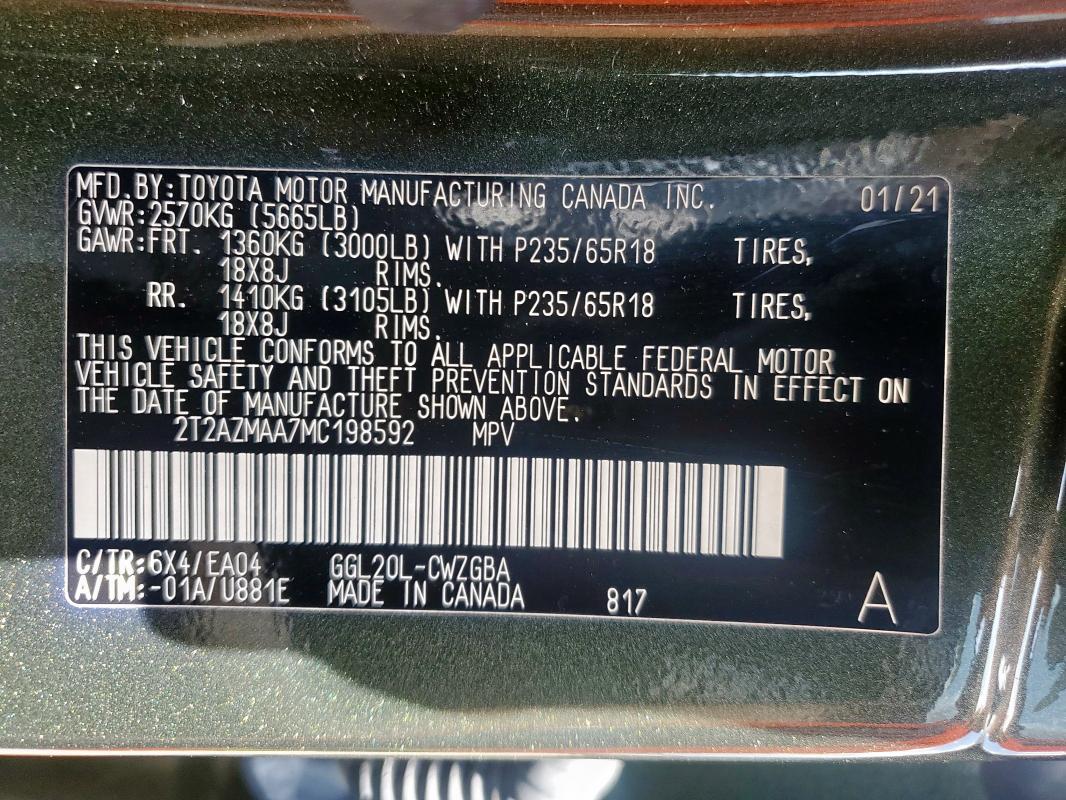 MFD. BY: TOYOTA MOTOR MANUFACTURING CANADA INC. 01/21
GVWR: 2570KG (5665LB)
GAWR: FRT. 1360KG (3000LB) WITH P235/65R18 TIRES,
18X8J RIMS.
RR. 1410KG (3105LB) WITH P235/65R18 TIRES,
18X8J RIMS.
THIS VEHICLE CONFORMS TO ALL APPLICABLE FEDERAL MOTOR
VEHICLE SAFETY AND THEFT PREVENTION STANDARDS IN EFFECT ON
THE DATE OF MANUFACTURE SHOWN ABOVE.
2T2AZMAA7MC198592 MPV
C/TR: 6X4/EA04 GGL20L-CWZGBA
A/TM: -01A/U881E MADE IN CANADA 817 A